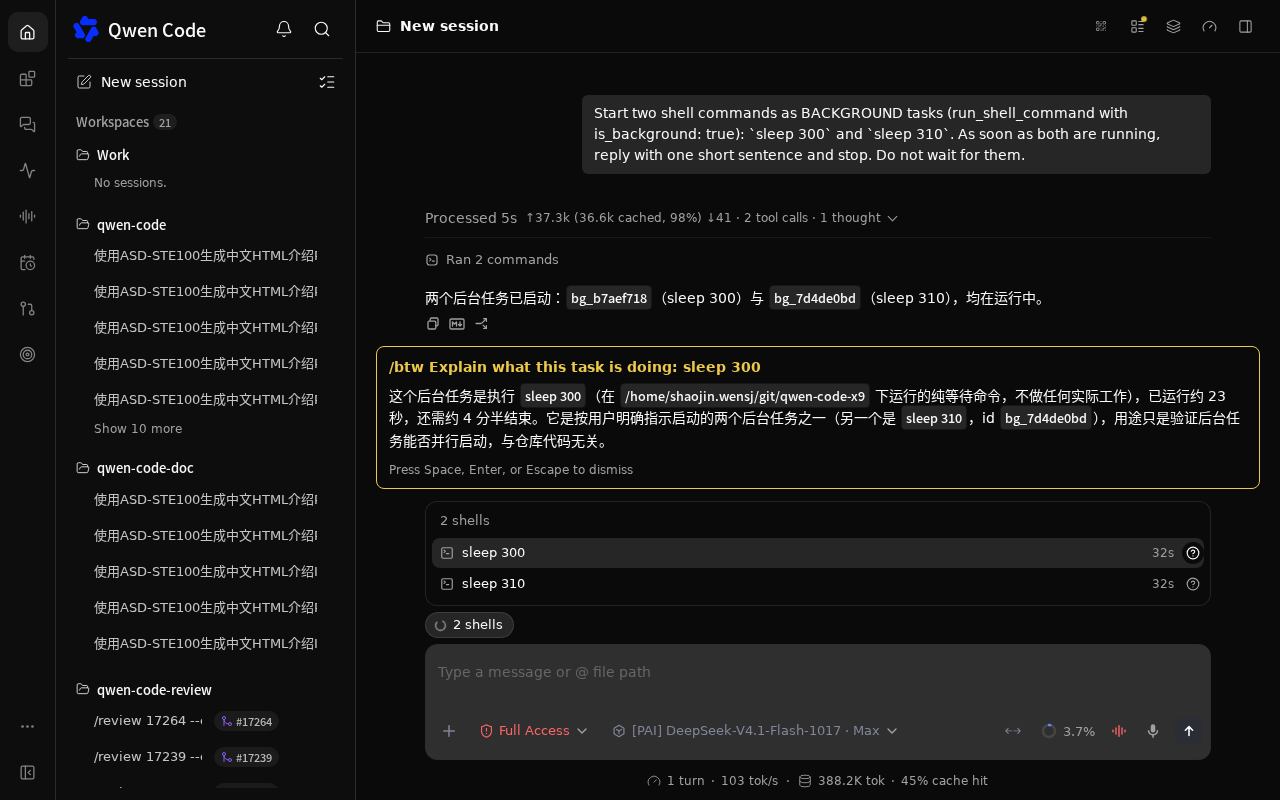 Qwen Code
New session
Workspaces 21
Work
No sessions.
qwen-code
使用ASD-STE100生成中文HTML介绍
使用ASD-STE100生成中文HTML介绍
使用ASD-STE100生成中文HTML介绍
使用ASD-STE100生成中文HTML介绍
使用ASD-STE100生成中文HTML介绍
Show 10 more
qwen-code-doc
使用ASD-STE100生成中文HTML介绍
使用ASD-STE100生成中文HTML介绍
使用ASD-STE100生成中文HTML介绍
使用ASD-STE100生成中文HTML介绍
使用ASD-STE100生成中文HTML介绍
qwen-code-review
/review 17264 -- #17264
/review 17239 -- #17239
New session
Start two shell commands as BACKGROUND tasks (run_shell_command with
is_background: true): `sleep 300` and `sleep 310`. As soon as both are running,
reply with one short sentence and stop. Do not wait for them.
Processed 5s ↑37.3k (36.6k cached, 98%) ↓41 · 2 tool calls · 1 thought
Ran 2 commands
两个后台任务已启动：bg_b7aef718（sleep 300）与 bg_7d4de0bd（sleep 310），均在运行中。
/btw Explain what this task is doing: sleep 300
这个后台任务是执行 sleep 300（在 /home/shaojin.wensj/git/qwen-code-x9 下运行的纯等待命令，不做任何实际工作），已运行约 23
秒，还需约 4 分半结束。它是按用户明确指示启动的两个后台任务之一（另一个是 sleep 310，id bg_7d4de0bd），用途只是验证后台任
务能否并行启动，与仓库代码无关。
Press Space, Enter, or Escape to dismiss
2 shells
sleep 300 32s
sleep 310 32s
2 shells
Type a message or @ file path
Full Access [PAI] DeepSeek-V4.1-Flash-1017 · Max 3.7%
1 turn · 103 tok/s · 388.2K tok · 45% cache hit